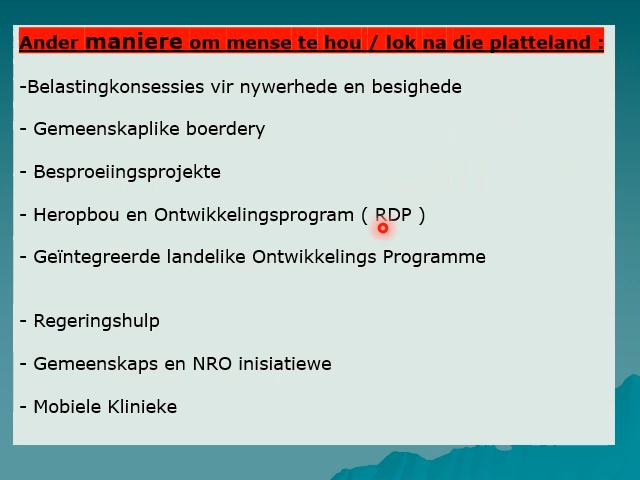 Ander maniere om mense te hou / lok na die platteland :
-Belastingkonsessies vir nywerhede en besighede
- Gemeenskaplike boerdery
- Besproeiingsprojekte
- Heropbou en Ontwikkelingsprogram ( RDP )
- Geïntegreerde landelike Ontwikkelings Programme
- Regeringshulp
- Gemeenskaps en NRO inisiatiewe
- Mobiele Klinieke